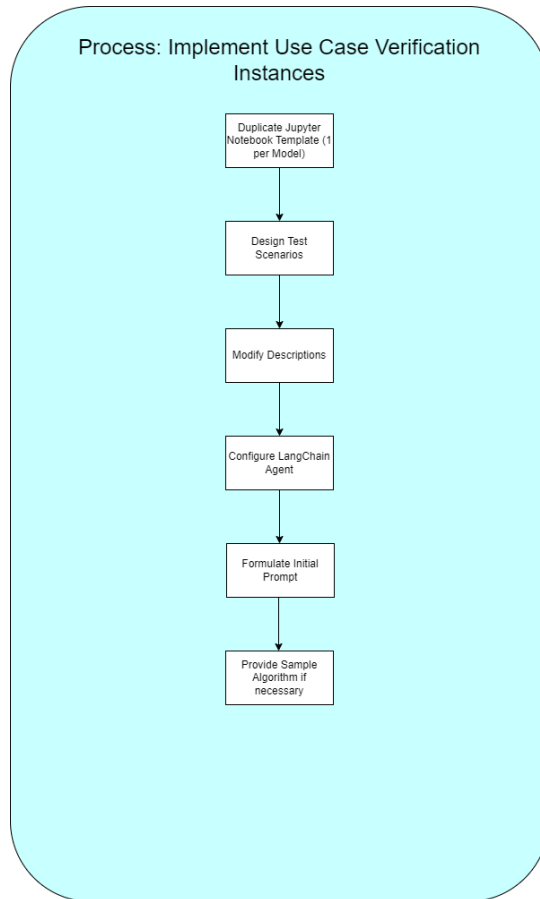 Process: Implement Use Case Verification
Instances
Duplicate Jupyter
Notebook Template (1
per Model)
Design Test
Scenarios
Modify Descriptions
Configure LangChain
Agent
Formulate Initial
Prompt
Provide Sample
Algorithm if
necessary